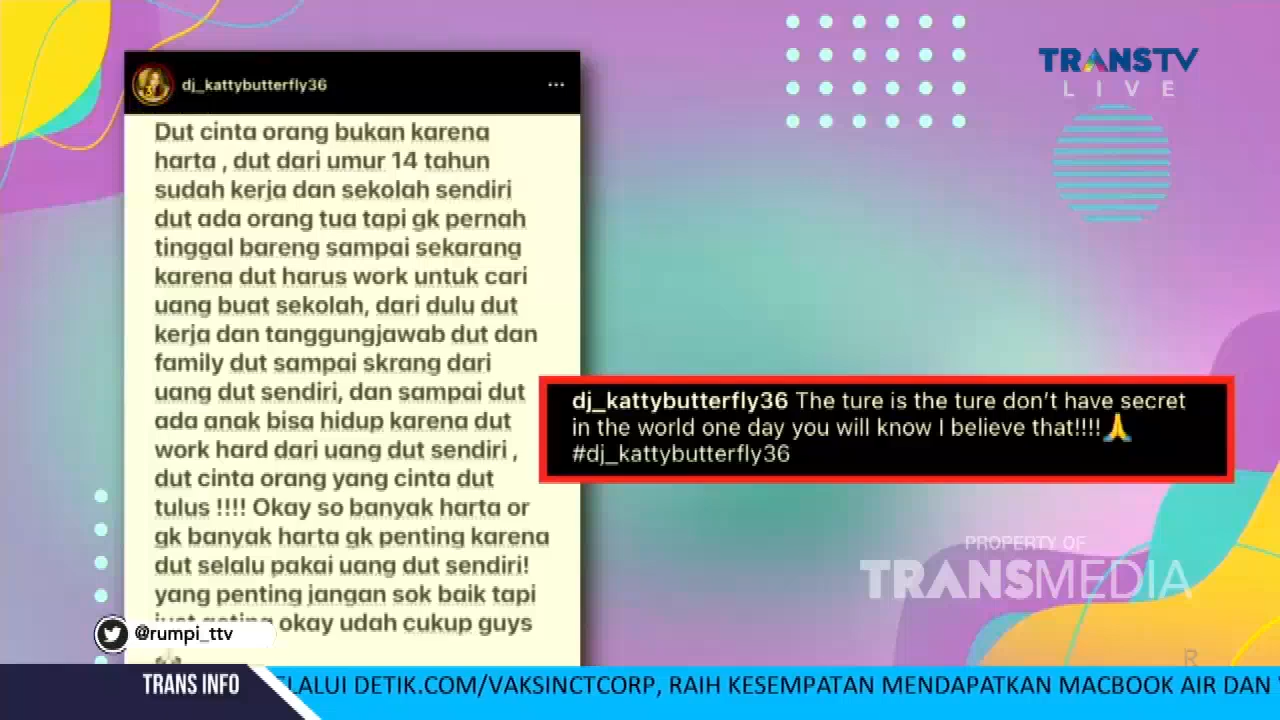 TRANSTV
LIVE
dj_kattybutterfly36
Dut cinta orang bukan karena
harta , dut dari umur 14 tahun
sudah kerja dan sekolah sendiri
dut ada orang tua tapi gk pernah
tinggal bareng sampai sekarang
karena dut harus work untuk cari
uang buat sekolah, dari dulu dut
kerja dan tanggungjawab dut dan
family dut sampai skrang dari
uang dut sendiri, dan sampai dut
ada anak bisa hidup karena dut
work hard dari uang dut sendiri ,
dut cinta orang yang cinta dut
tulus !!!! Okay so banyak harta or
gk banyak harta gk penting karena
dut selalu pakai uang dut sendiri!
yang penting jangan sok baik tapi
just acting okay udah cukup guys
dj_kattybutterfly36 The ture is the ture don't have secret
in the world one day you will know I believe that!!!!🙏
#dj_kattybutterfly36
PROPERTY OF
TRANSMEDIA
@rumpi_ttv
R
TRANS INFO
ELALUI DETIK.COM/VAKSINCTCORP, RAIH KESEMPATAN MENDAPATKAN MACBOOK AIR DAN